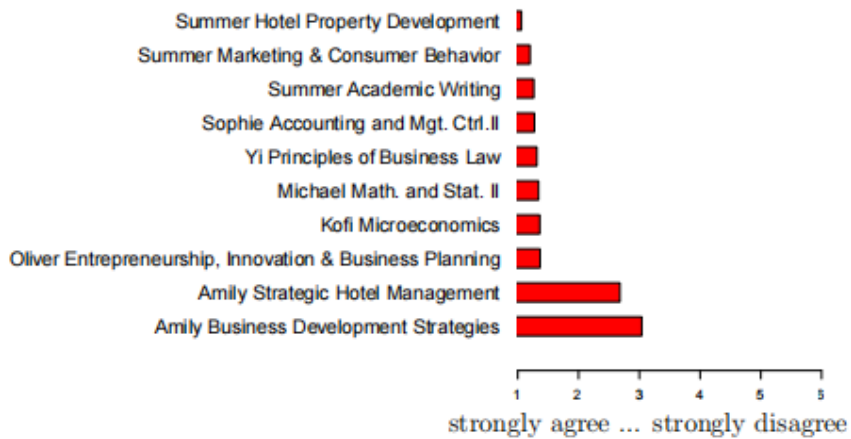 Summer Hotel Property Development
Summer Marketing & Consumer Behavior
Summer Academic Writing
Sophie Accounting and Mgt. Ctrl.II
Yi Principles of Business Law
Michael Math. and Stat. II
Kofi Microeconomics
Oliver Entrepreneurship, Innovation & Business Planning
Amily Strategic Hotel Management
Amily Business Development Strategies
1 2 3 4 5 6
strongly agree ... strongly disagree